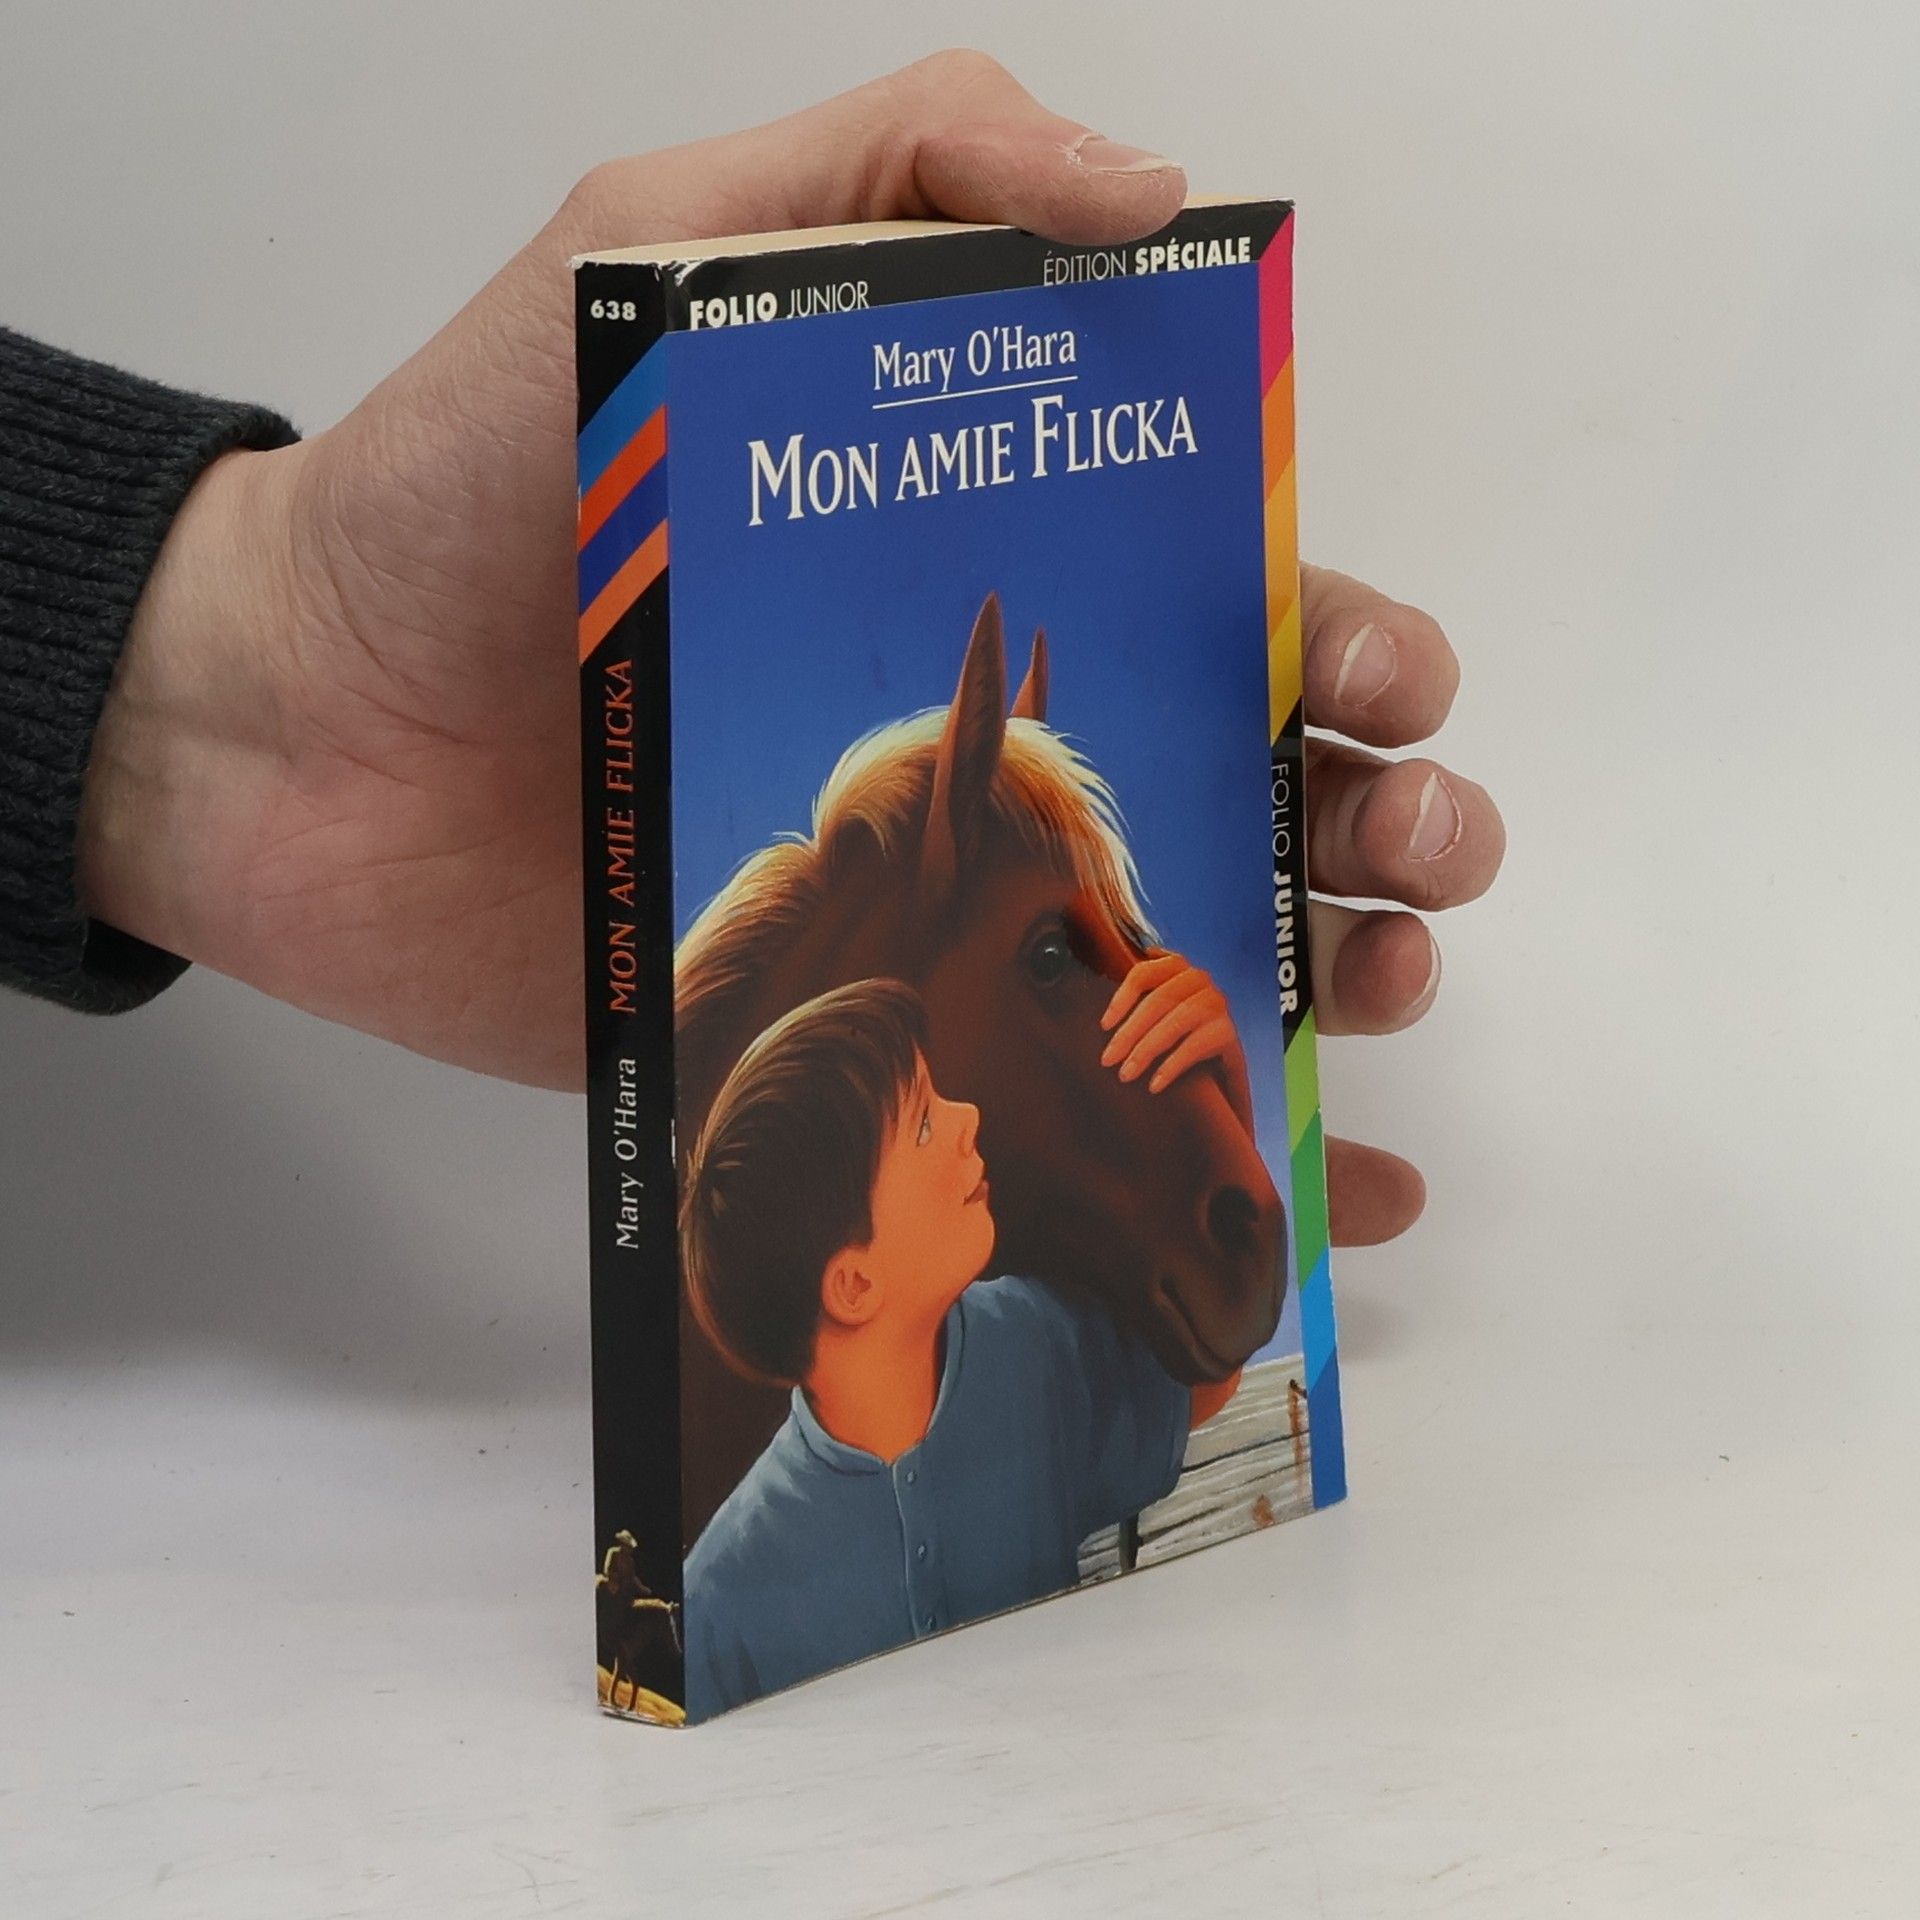 638
FOLIO JUNIOR
ÉDITION SPÉCIALE
Mary O'Hara
MON AMIE FLICKA
Mary O'Hara MON AMIE FLICKA
FOLIO JUNIOR